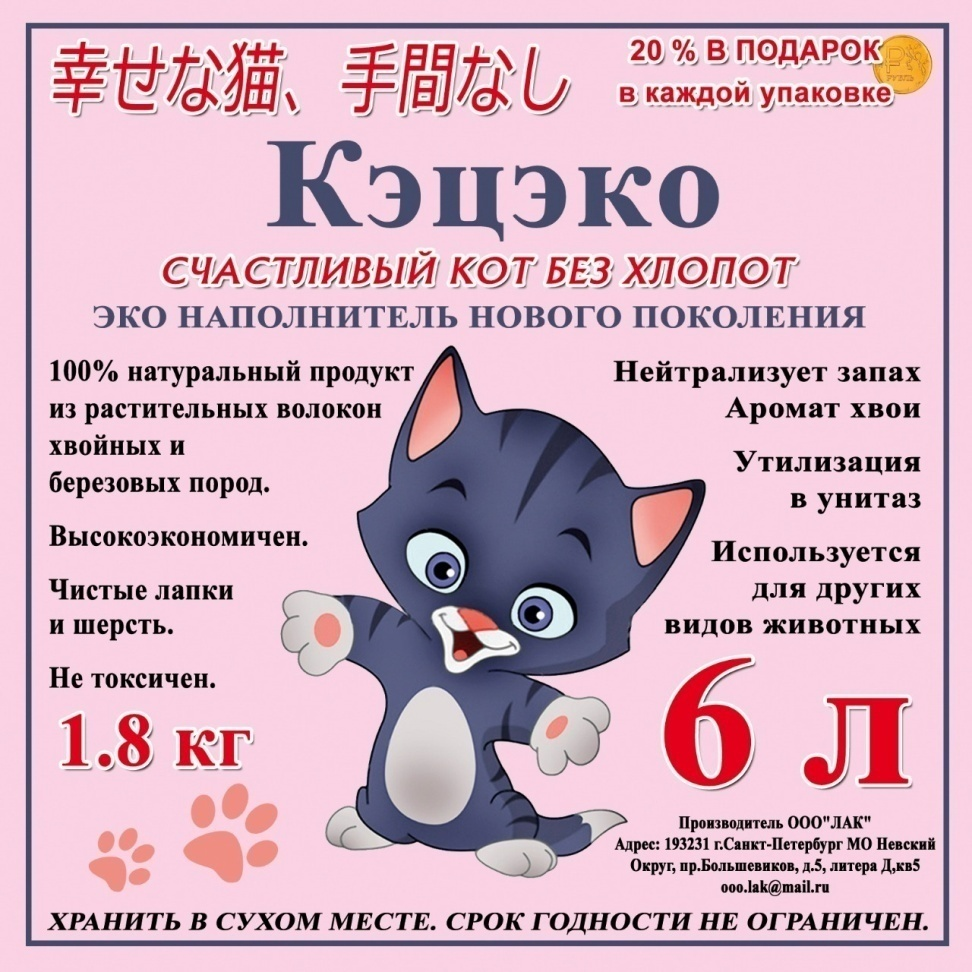 幸せな猫、手間なし
20 % В ПОДАРОК
в каждой упаковке
РУБЛЬ
Кэцэко
СЧАСТЛИВЫЙ КОТ БЕЗ ХЛОПОТ
ЭКО НАПОЛНИТЕЛЬ НОВОГО ПОКОЛЕНИЯ
100% натуральный продукт
из растительных волокон
хвойных и
березовых пород.
Высокоэкономичен.
Чистые лапки
и шерсть.
Не токсичен.
1.8 кг
Нейтрализует запах
Аромат хвои
Утилизация
в унитаз
Используется
для других
видов животных
6 л
Производитель ООО"ЛАК"
Адрес: 193231 г.Санкт-Петербург МО Невский
Округ, пр.Большевиков, д.5, литера Д,кв5
ooo.lak@mail.ru
ХРАНИТЬ В СУХОМ МЕСТЕ. СРОК ГОДНОСТИ НЕ ОГРАНИЧЕН.